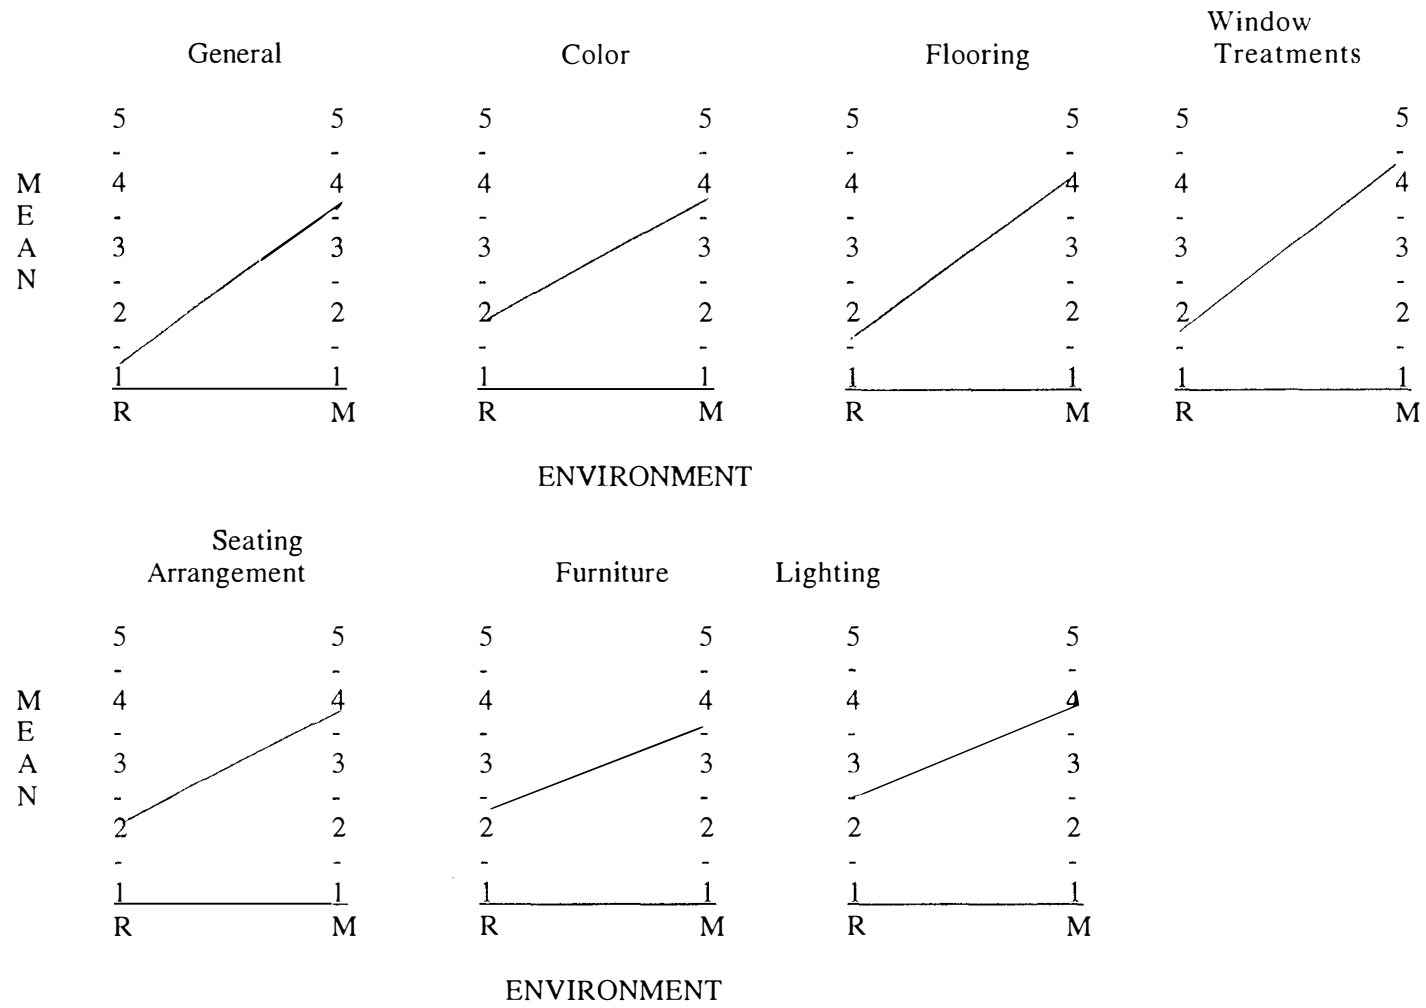 Window
General Color Flooring Treatments
5 5 5 5 5 5 5 5
- - - - - - - -
M 4 4 4 4 4 4 4 4
E - - - - - - - -
A 3 3 3 3 3 3 3 3
N - - - - - - - -
2 2 2 2 2 2 2 2
- - - - - - - -
1 1 1 1 1 1 1 1
R M R M R M R M
ENVIRONMENT
Seating
Arrangement Furniture Lighting
5 5 5 5 5 5
- - - - - -
M 4 4 4 4 4 4
E - - - - - -
A 3 3 3 3 3 3
N - - - - - -
2 2 2 2 2 2
- - - - - -
1 1 1 1 1 1
R M R M R M
ENVIRONMENT